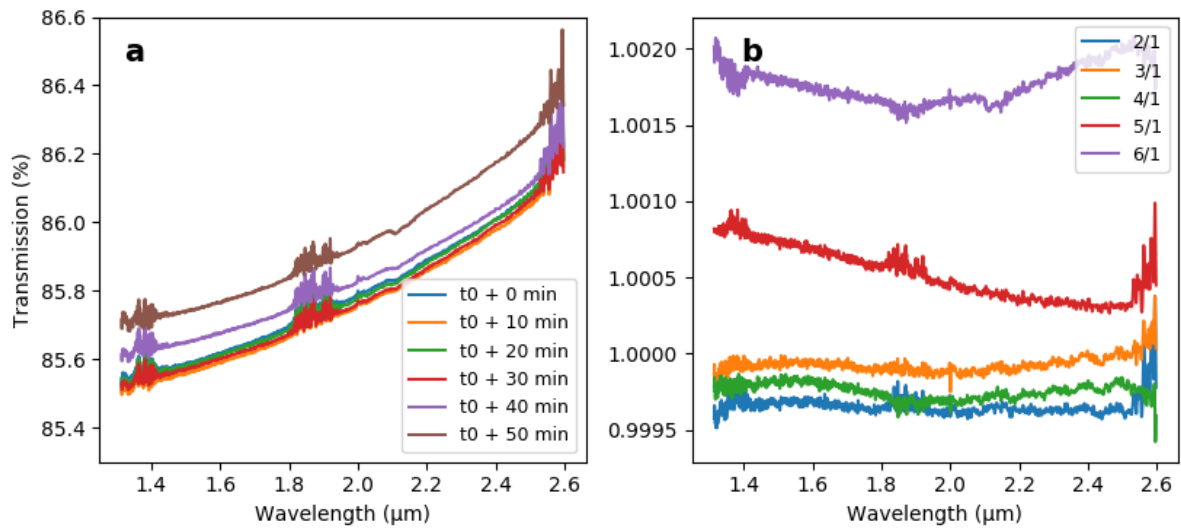 a
86.6
86.4
86.2
86.0
85.8
85.6
85.4
Transmission (%)
1.4 1.6 1.8 2.0 2.2 2.4 2.6
Wavelength (μm)
t0 + 0 min
t0 + 10 min
t0 + 20 min
t0 + 30 min
t0 + 40 min
t0 + 50 min
b
1.0020
1.0015
1.0010
1.0005
1.0000
0.9995
1.4 1.6 1.8 2.0 2.2 2.4 2.6
Wavelength (μm)
2/1
3/1
4/1
5/1
6/1